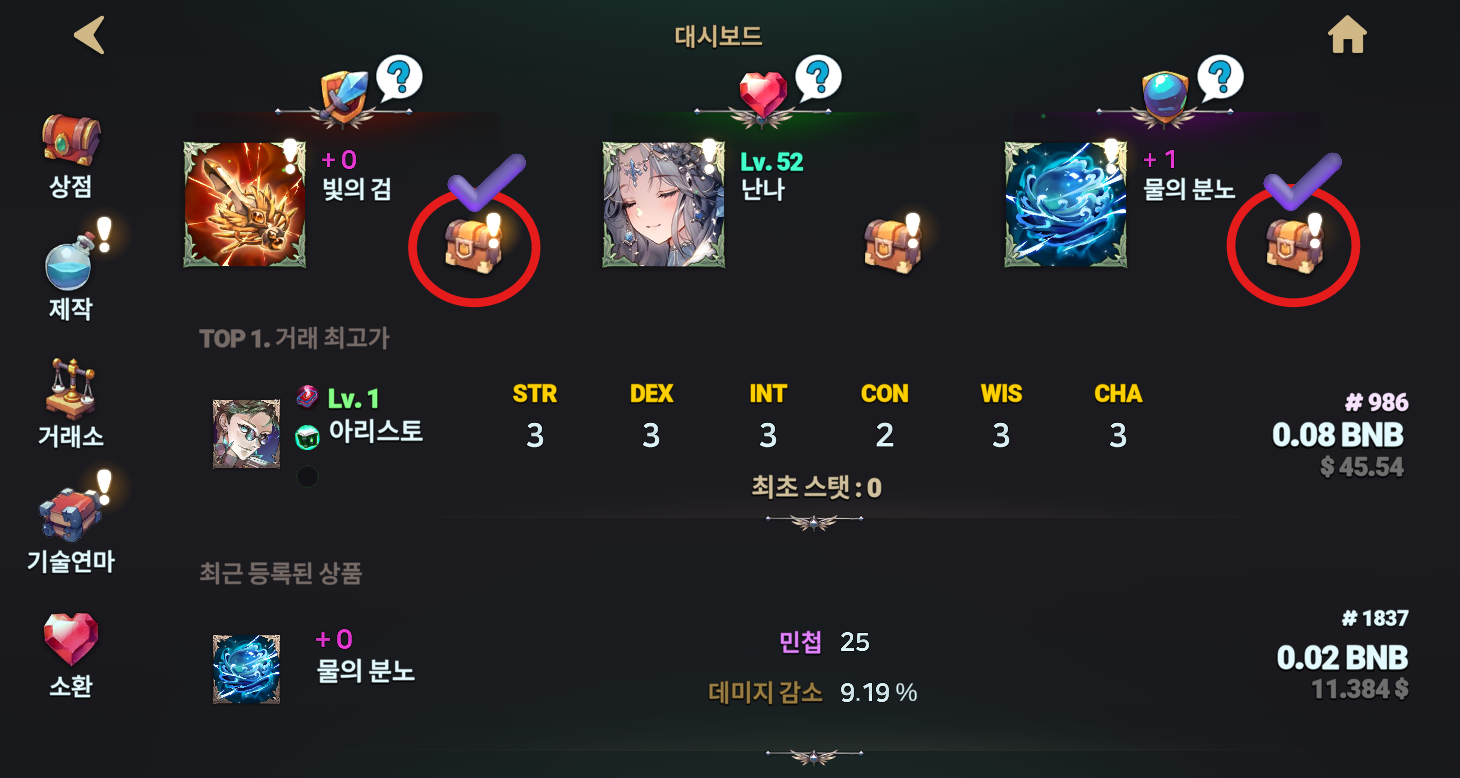 대시보드
상점
제작
거래소
기술연마
소환
+ 0
빛의 검
Lv. 52
난나
+ 1
물의 분노
TOP 1. 거래 최고가
Lv. 1
아리스토
STR DEX INT CON WIS CHA
3 3 3 2 3 3
최초 스탯 : 0
# 986
0.08 BNB
$ 45.54
최근 등록된 상품
+ 0
물의 분노
민첩 25
데미지 감소 9.19 %
# 1837
0.02 BNB
11.384 $